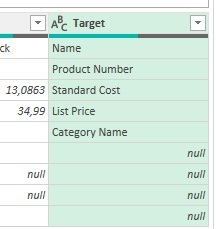 ABC Target
ck Name
Product Number
13,0863 Standard Cost
34,99 List Price
Category Name
null
null null
null null
null